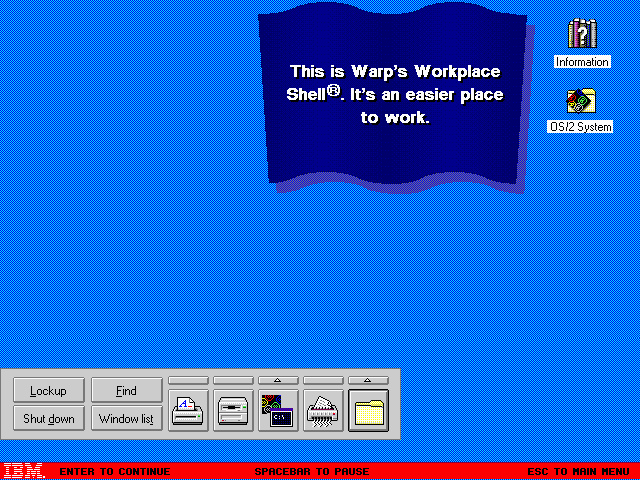 This is Warp's Workplace
Shell®. It's an easier place
to work.
Information
OS/2 System
Lockup
Find
Shut down
Window list
A
C:\
IBM.
ENTER TO CONTINUE
SPACEBAR TO PAUSE
ESC TO MAIN MENU